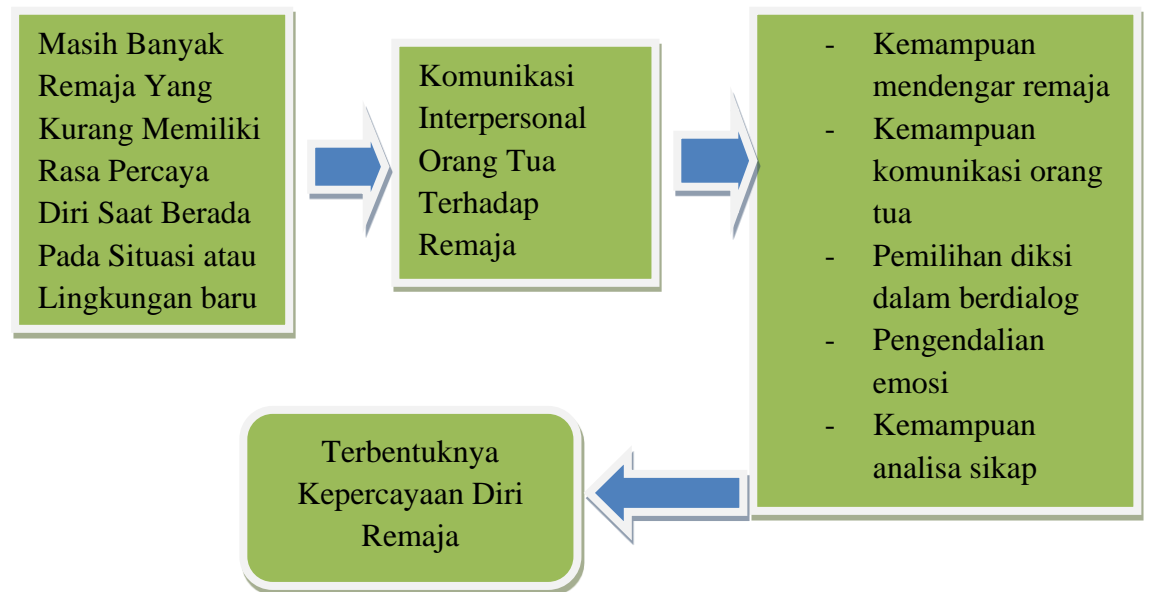 Masih Banyak
Remaja Yang
Kurang Memiliki
Rasa Percaya
Diri Saat Berada
Pada Situasi atau
Lingkungan baru
Komunikasi
Interpersonal
Orang Tua
Terhadap
Remaja
- Kemampuan
mendengar remaja
- Kemampuan
komunikasi orang
tua
- Pemilihan diksi
dalam berdialog
- Pengendalian
emosi
- Kemampuan
analisa sikap
Terbentuknya
Kepercayaan Diri
Remaja